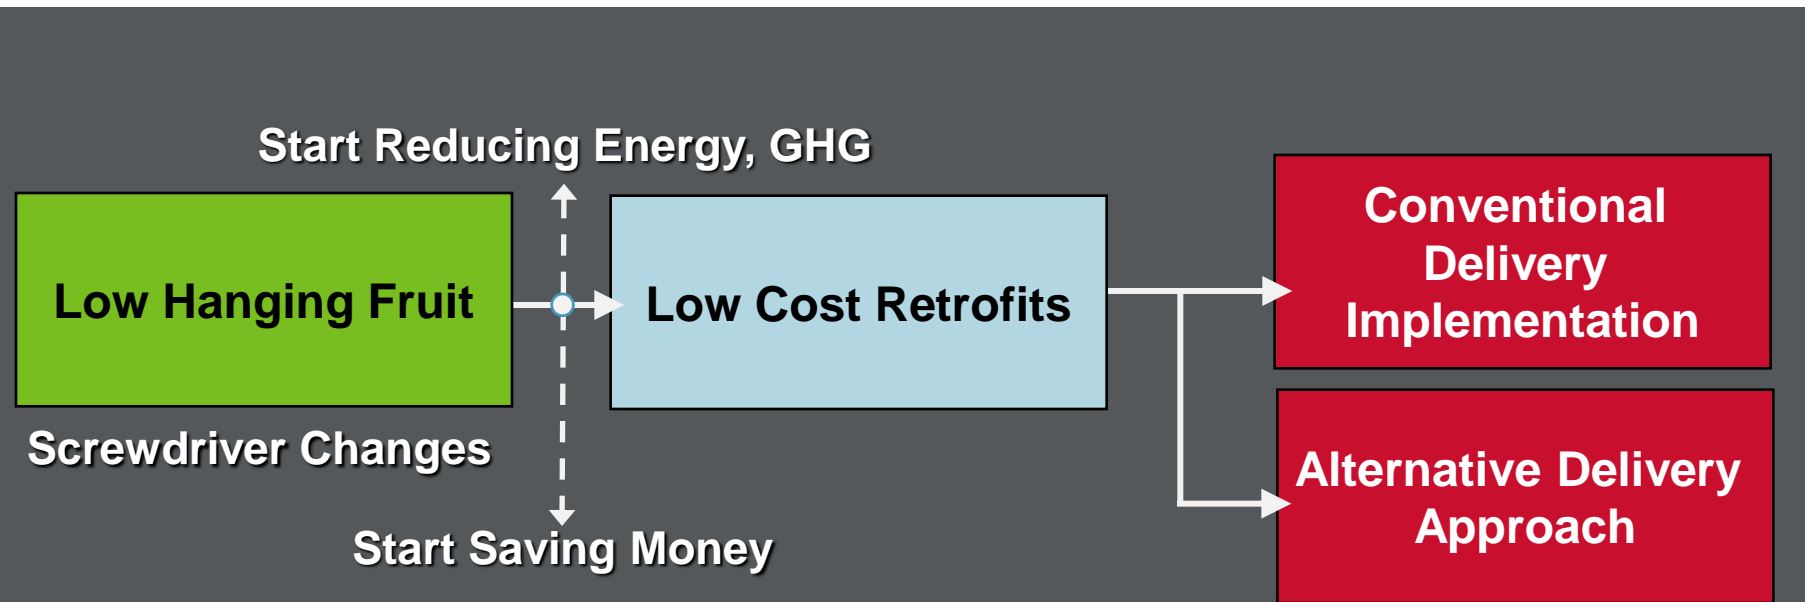 Start Reducing Energy, GHG
Low Hanging Fruit
Screwdriver Changes
Start Saving Money
Low Cost Retrofits
Conventional
Delivery
Implementation
Alternative Delivery
Approach